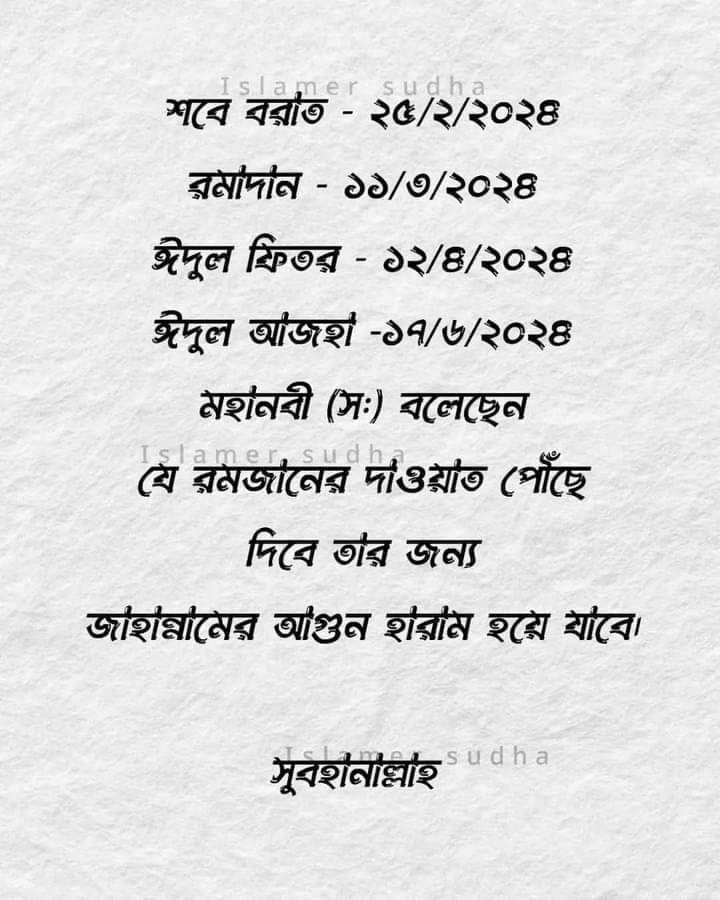 Islamer sudha
শবে বরাত - ২৫/২/২০২৪
রমাদান - ১১/৩/২০২৪
ঈদুল ফিতর - ১২/৪/২০২৪
ঈদুল আজহা -১৭/৬/২০২৪
মহানবী (স:) বলেছেন
Islamer sudha
যে রমজানের দাওয়াত পৌঁছে
দিবে তার জন্য
জাহান্নামের আগুন হারাম হয়ে যাবে।
Islamer sudha
সুবহানাল্লাহ